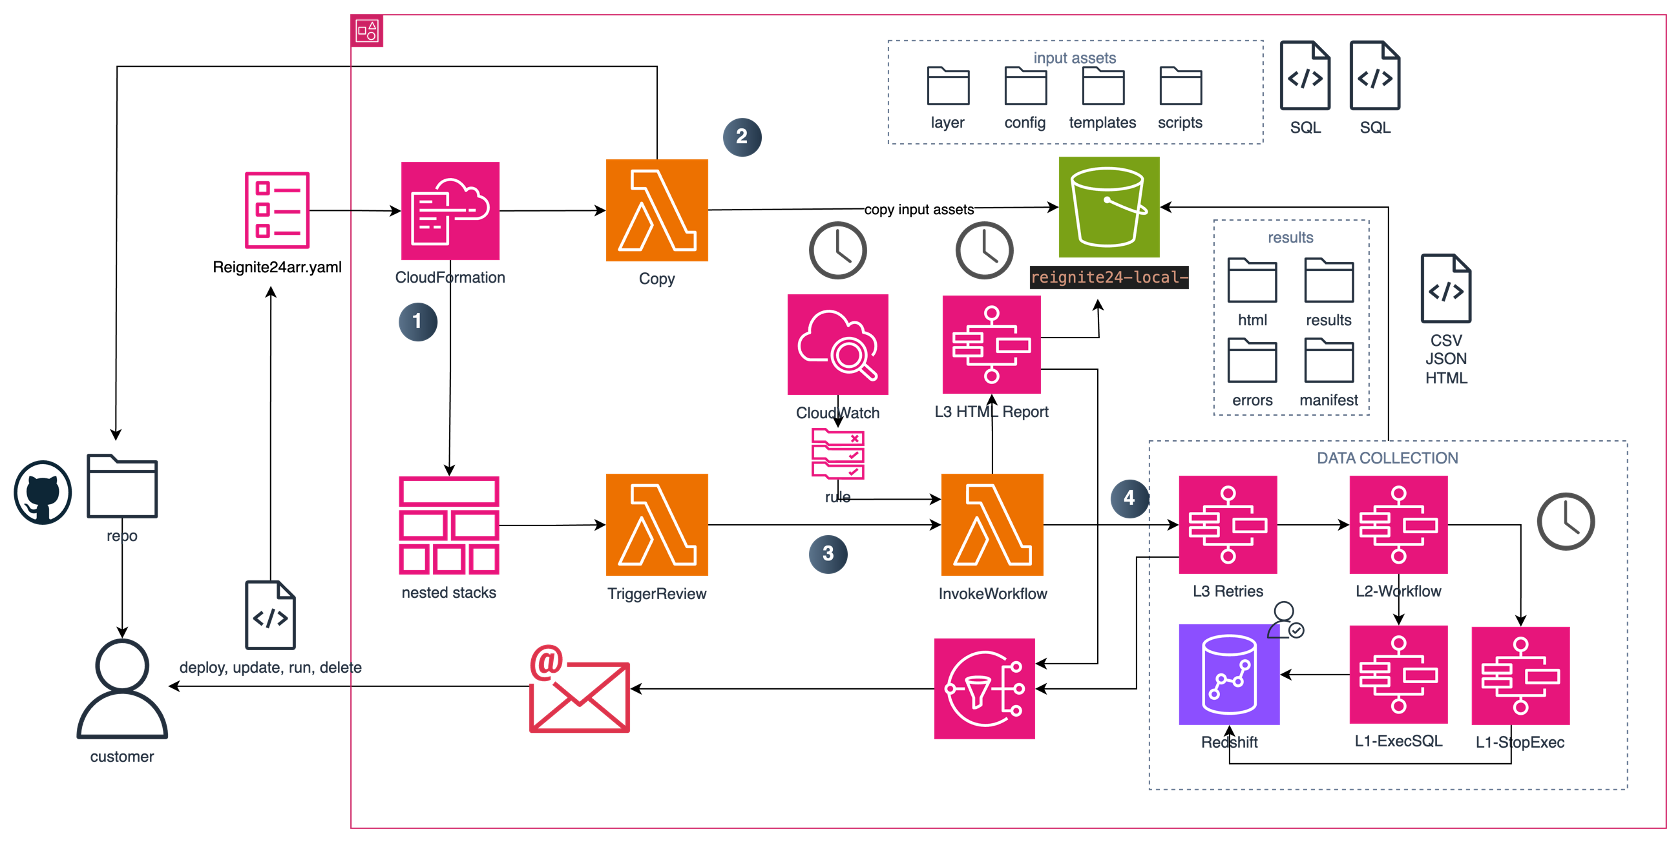 input assets
layer
config
templates
scripts
SQL
SQL
2
Reignite24arr.yaml
CloudFormation
Copy
copy input assets
reignite24-local-
results
html
results
errors
manifest
CSV
JSON
HTML
1
CloudWatch
L3 HTML Report
rule
DATA COLLECTION
repo
nested stacks
TriggerReview
3
InvokeWorkflow
4
L3 Retries
L2-Workflow
deploy, update, run, delete
@
customer
Redshift
L1-ExecSQL
L1-StopExec